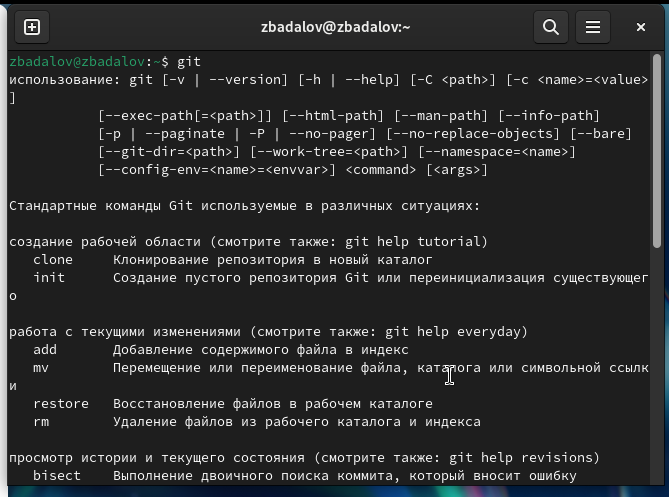 zbadalov@zbadalov:~
zbadalov@zbadalov:~$ git
использование: git [-v | --version] [-h | --help] [-C <path>] [-c <name>=<value>
]
[--exec-path[=<path>]] [--html-path] [--man-path] [--info-path]
[-p | --paginate | -P | --no-pager] [--no-replace-objects] [--bare]
[--git-dir=<path>] [--work-tree=<path>] [--namespace=<name>]
[--config-env=<name>=<envvar>] <command> [<args>]
Стандартные команды Git используемые в различных ситуациях:
создание рабочей области (смотрите также: git help tutorial)
clone Клонирование репозитория в новый каталог
init Создание пустого репозитория Git или переинициализация существующег
о
работа с текущими изменениями (смотрите также: git help everyday)
add Добавление содержимого файла в индекс
mv Перемещение или переименование файла, каталога или символьной ссылк
и
restore Восстановление файлов в рабочем каталоге
rm Удаление файлов из рабочего каталога и индекса
просмотр истории и текущего состояния (смотрите также: git help revisions)
bisect Выполнение двоичного поиска коммита, который вносит ошибку